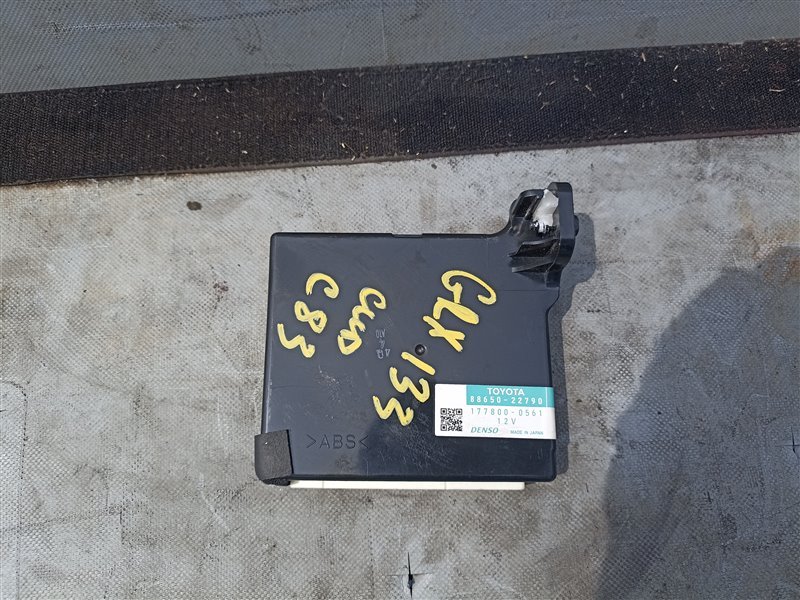 GLX 133
C83
>ABS<
TOYOTA
88650-22790
177800-0561
12V
DENSO MADE IN JAPAN